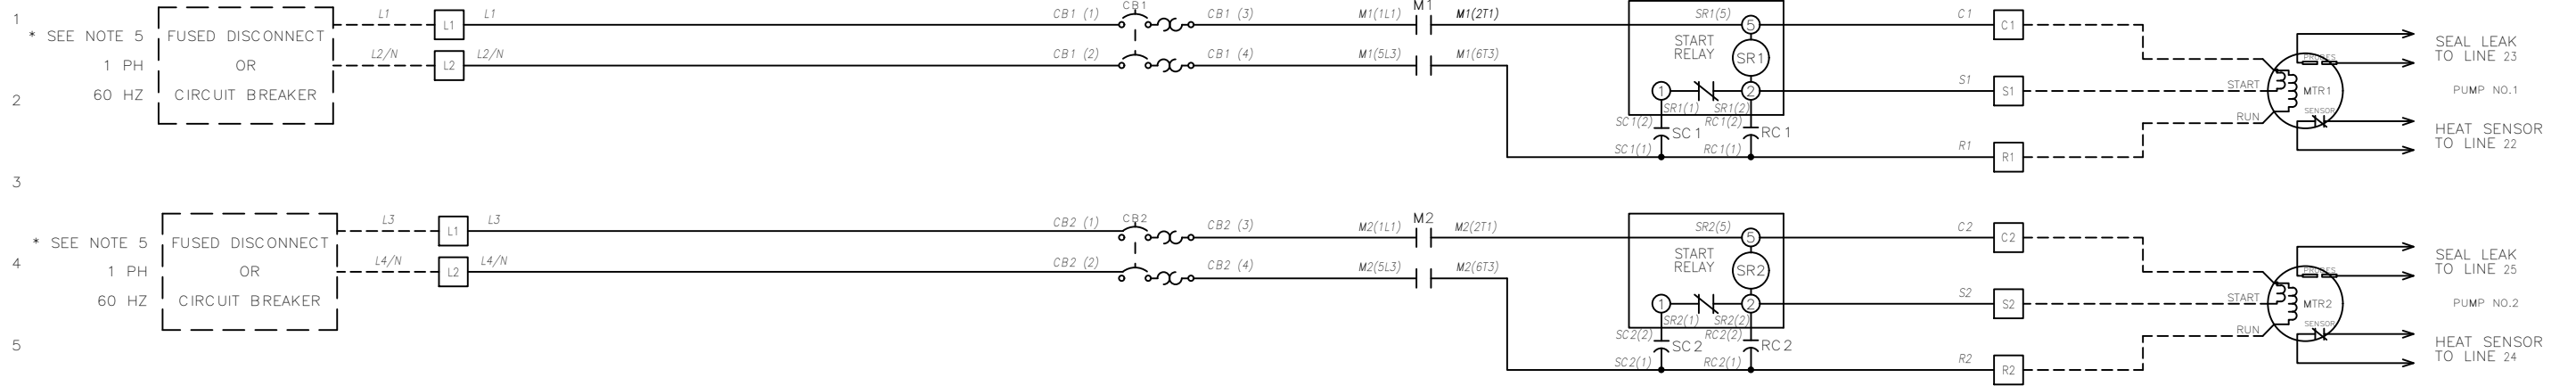 1
L1
L1
L1
CB1 (1)
CB1
CB1 (3)
M1(1L1)
M1
M1(2T1)
SR1(5)
5
C1
C1
* SEE NOTE 5
FUSED DISCONNECT
START
RELAY
SEAL LEAK
TO LINE 23
1 PH
OR
L2/N
L2
L2/N
CB1 (2)
CB1 (4)
M1(5L3)
M1(6T3)
SR1
PROBES
60 HZ
CIRCUIT BREAKER
2
1
2
SR1(1)
SR1(2)
S1
S1
START
MTR1
PUMP NO.1
SENSOR
SC1(2)
SC1
RC1(2)
RC1
RUN
HEAT SENSOR
TO LINE 22
SC1(1)
RC1(1)
R1
R1
3
L3
L1
L3
CB2 (1)
CB2
CB2 (3)
M2(1L1)
M2
M2(2T1)
SR2(5)
5
C2
C2
* SEE NOTE 5
FUSED DISCONNECT
START
RELAY
SEAL LEAK
TO LINE 25
4
1 PH
OR
L4/N
L2
L4/N
CB2 (2)
CB2 (4)
M2(5L3)
M2(6T3)
SR2
PROBES
60 HZ
CIRCUIT BREAKER
1
2
SR2(1)
SR2(2)
S2
S2
START
MTR2
PUMP NO.2
SENSOR
5
SC2(2)
SC2
RC2(2)
RC2
RUN
HEAT SENSOR
TO LINE 24
SC2(1)
RC2(1)
R2
R2